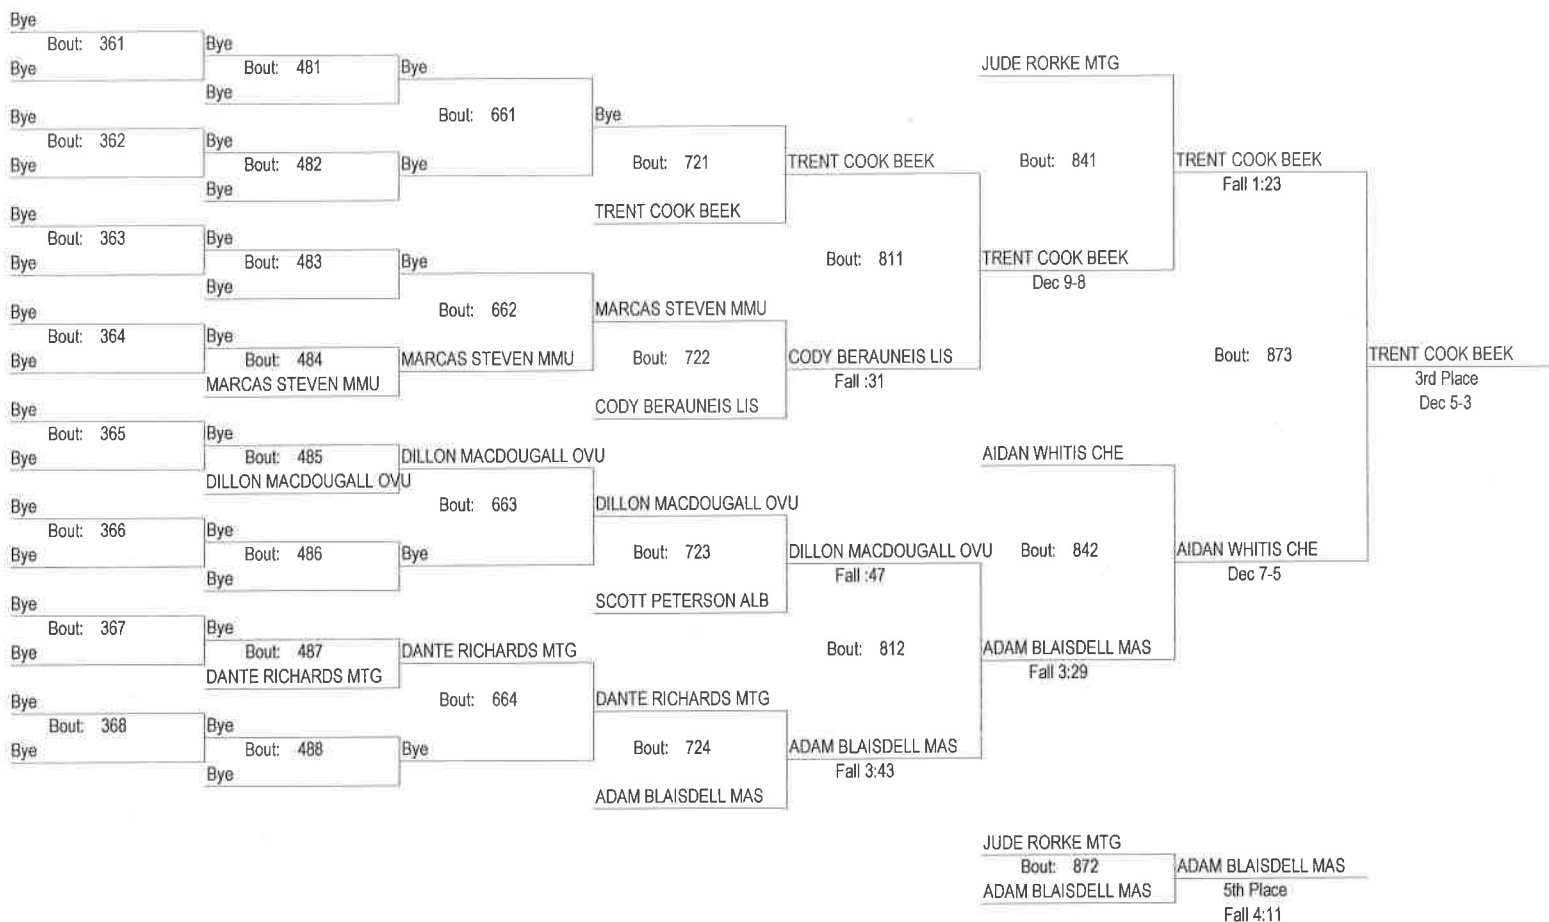 Bye
Bout: 361
Bye
Bye
Bout: 481
Bye
Bye
Bout: 362
Bye
Bye
Bout: 482
Bye
Bye
Bout: 661
Bye
Bye
Bout: 363
Bye
Bye
Bout: 483
Bye
Bye
Bout: 364
Bye
Bye
Bout: 484
MARCAS STEVEN MMU
Bye
Bout: 662
MARCAS STEVEN MMU
Bye
Bout: 721
TRENT COOK BEEK
MARCAS STEVEN MMU
Bout: 722
CODY BERAUNEIS LIS
TRENT COOK BEEK
Bout: 811
CODY BERAUNEIS LIS
Fall :31
JUDE RORKE MTG
Bout: 841
TRENT COOK BEEK
Dec 9-8
TRENT COOK BEEK
Fall 1:23
Bye
Bout: 365
Bye
Bye
Bout: 485
DILLON MACDOUGALL OVU
Bye
Bout: 366
Bye
Bye
Bout: 486
Bye
DILLON MACDOUGALL OVU
Bout: 663
Bye
Bye
Bout: 367
Bye
Bye
Bout: 487
DANTE RICHARDS MTG
Bye
Bout: 368
Bye
Bye
Bout: 488
Bye
DANTE RICHARDS MTG
Bout: 664
Bye
DILLON MACDOUGALL OVU
Bout: 723
SCOTT PETERSON ALB
DANTE RICHARDS MTG
Bout: 724
ADAM BLAISDELL MAS
DILLON MACDOUGALL OVU
Fall :47
Bout: 812
ADAM BLAISDELL MAS
Fall 3:43
AIDAN WHITIS CHE
Bout: 842
ADAM BLAISDELL MAS
Fall 3:29
AIDAN WHITIS CHE
Dec 7-5
Bout: 873
TRENT COOK BEEK
3rd Place
Dec 5-3
JUDE RORKE MTG
Bout: 872
ADAM BLAISDELL MAS
ADAM BLAISDELL MAS
5th Place
Fall 4:11